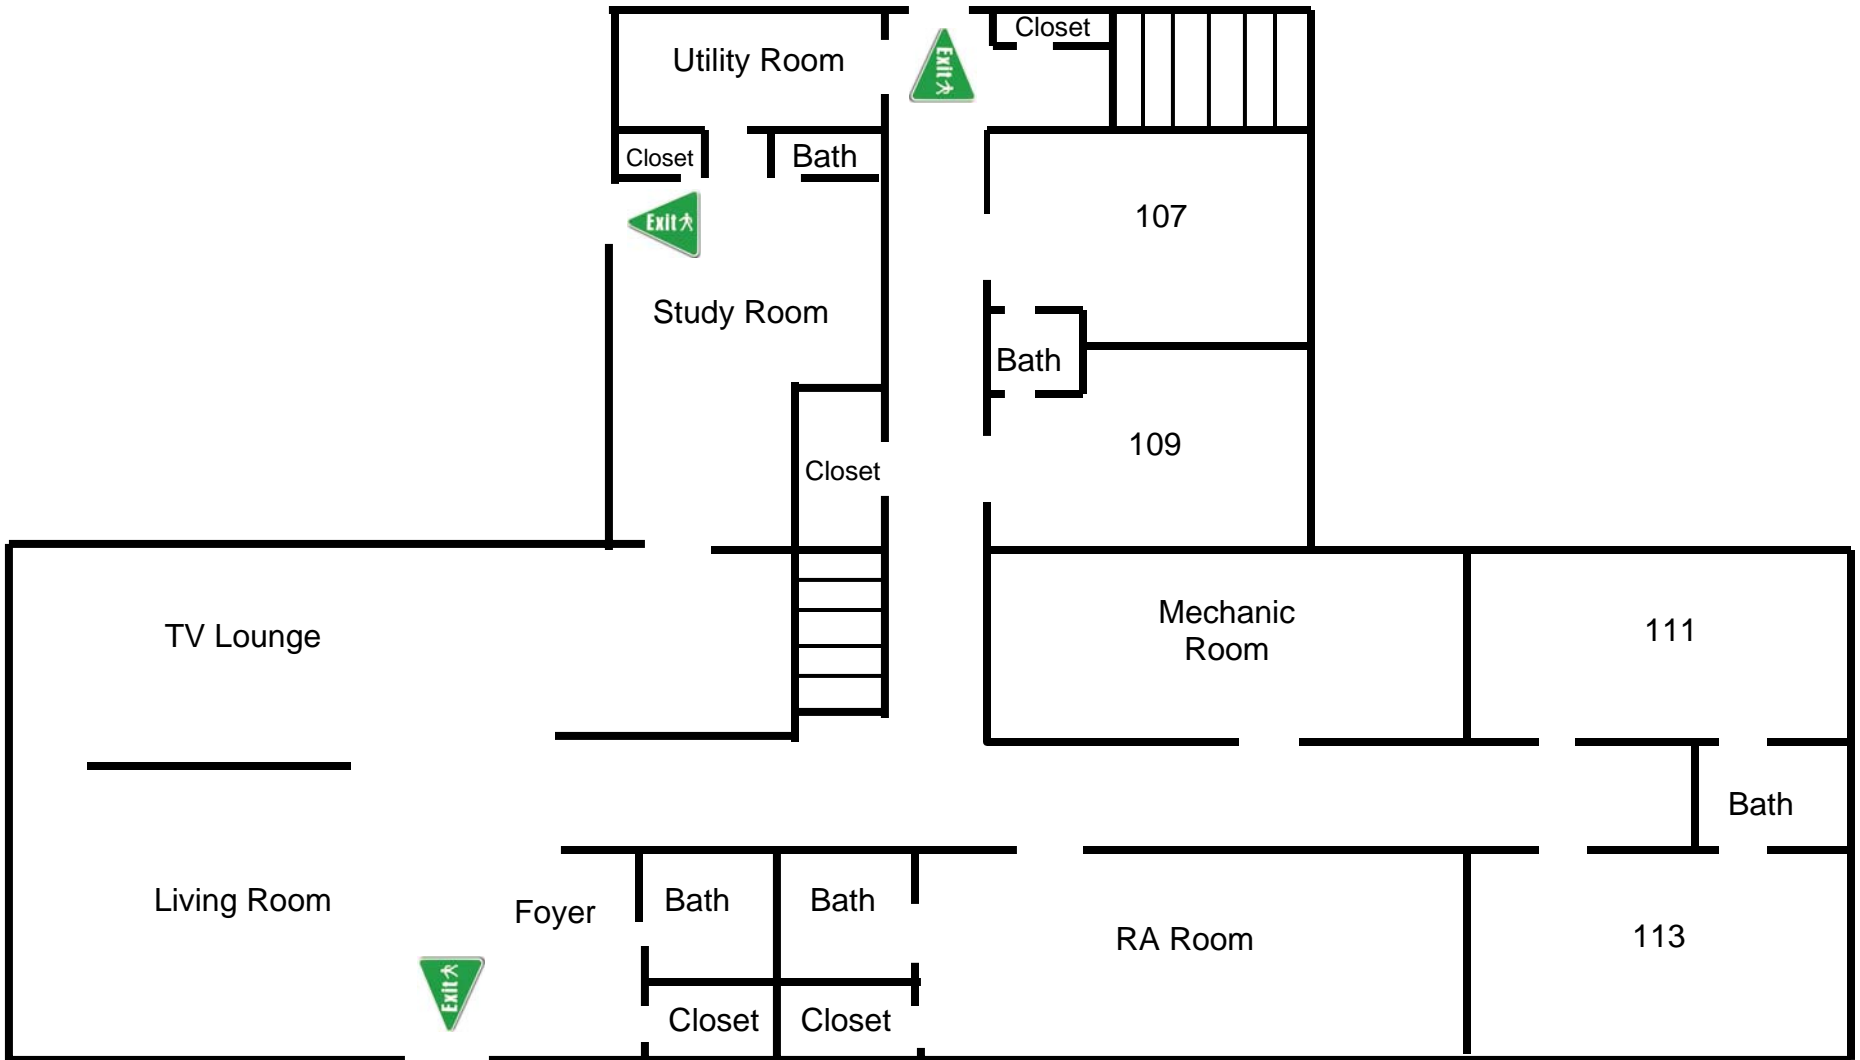 Closet
Utility Room
Exit
Closet
Bath
Exit
107
Study Room
Bath
109
Closet
TV Lounge
Mechanic
Room
111
Bath
Living Room
Foyer
Bath
Bath
RA Room
113
Exit
Closet
Closet